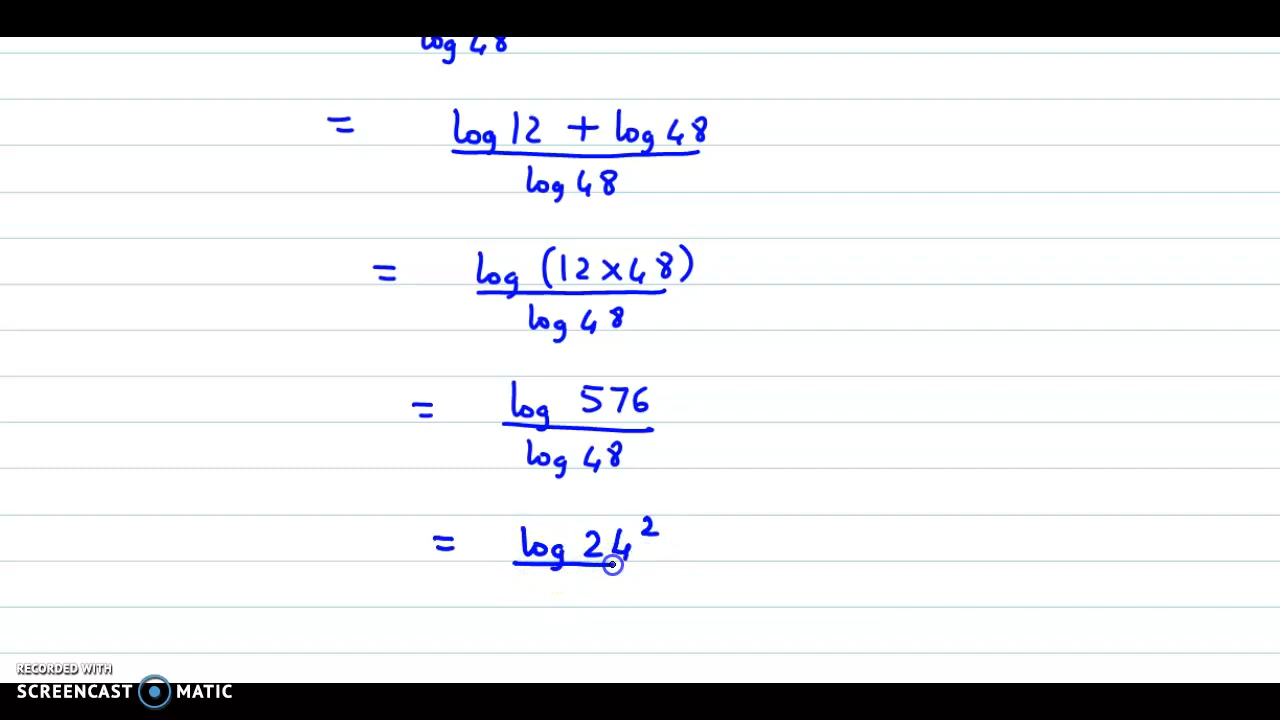 log 48
= log 12 + log 48
log 48
= log (12 × 48)
log 48
= log 576
log 48
= log 24²
RECORDED WITH
SCREENCAST MATIC